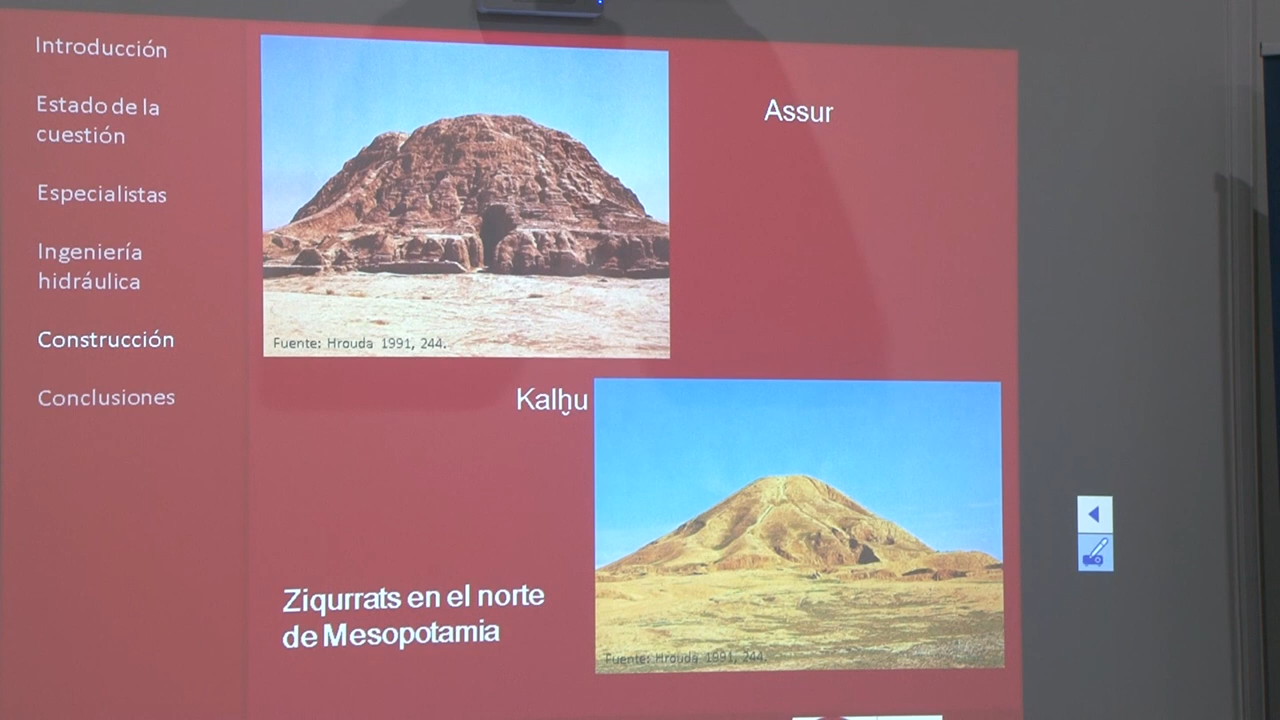 Introducción
Estado de la
cuestión
Especialistas
Ingeniería
hidráulica
Construcción
Conclusiones
Assur
Fuente: Hrouda 1991, 244.
Kalḫu
Ziqurrats en el norte
de Mesopotamia
Fuente: Hrouda 1991, 244.